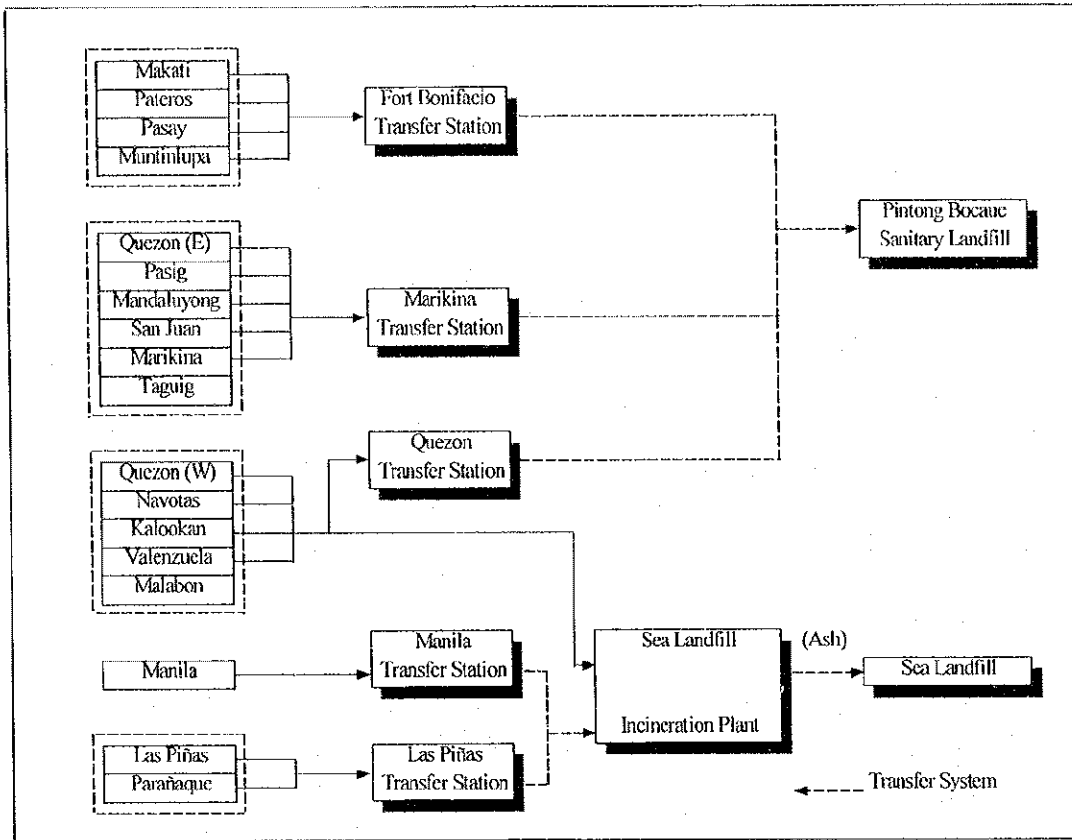 Makati
Pateros
Pasay
Muntinlupa
Fort Bonifacio
Transfer Station
Pintong Bocaue
Sanitary Landfill
Quezon (E)
Pasig
Mandaluyong
San Juan
Marikina
Taguig
Marikina
Transfer Station
Quezon (W)
Navotas
Kalookan
Valenzuela
Malabon
Quezon
Transfer Station
Manila
Manila
Transfer Station
Las Piñas
Parañaque
Las Piñas
Transfer Station
Sea Landfill
Incineration Plant
(Ash)
Sea Landfill
Transfer System